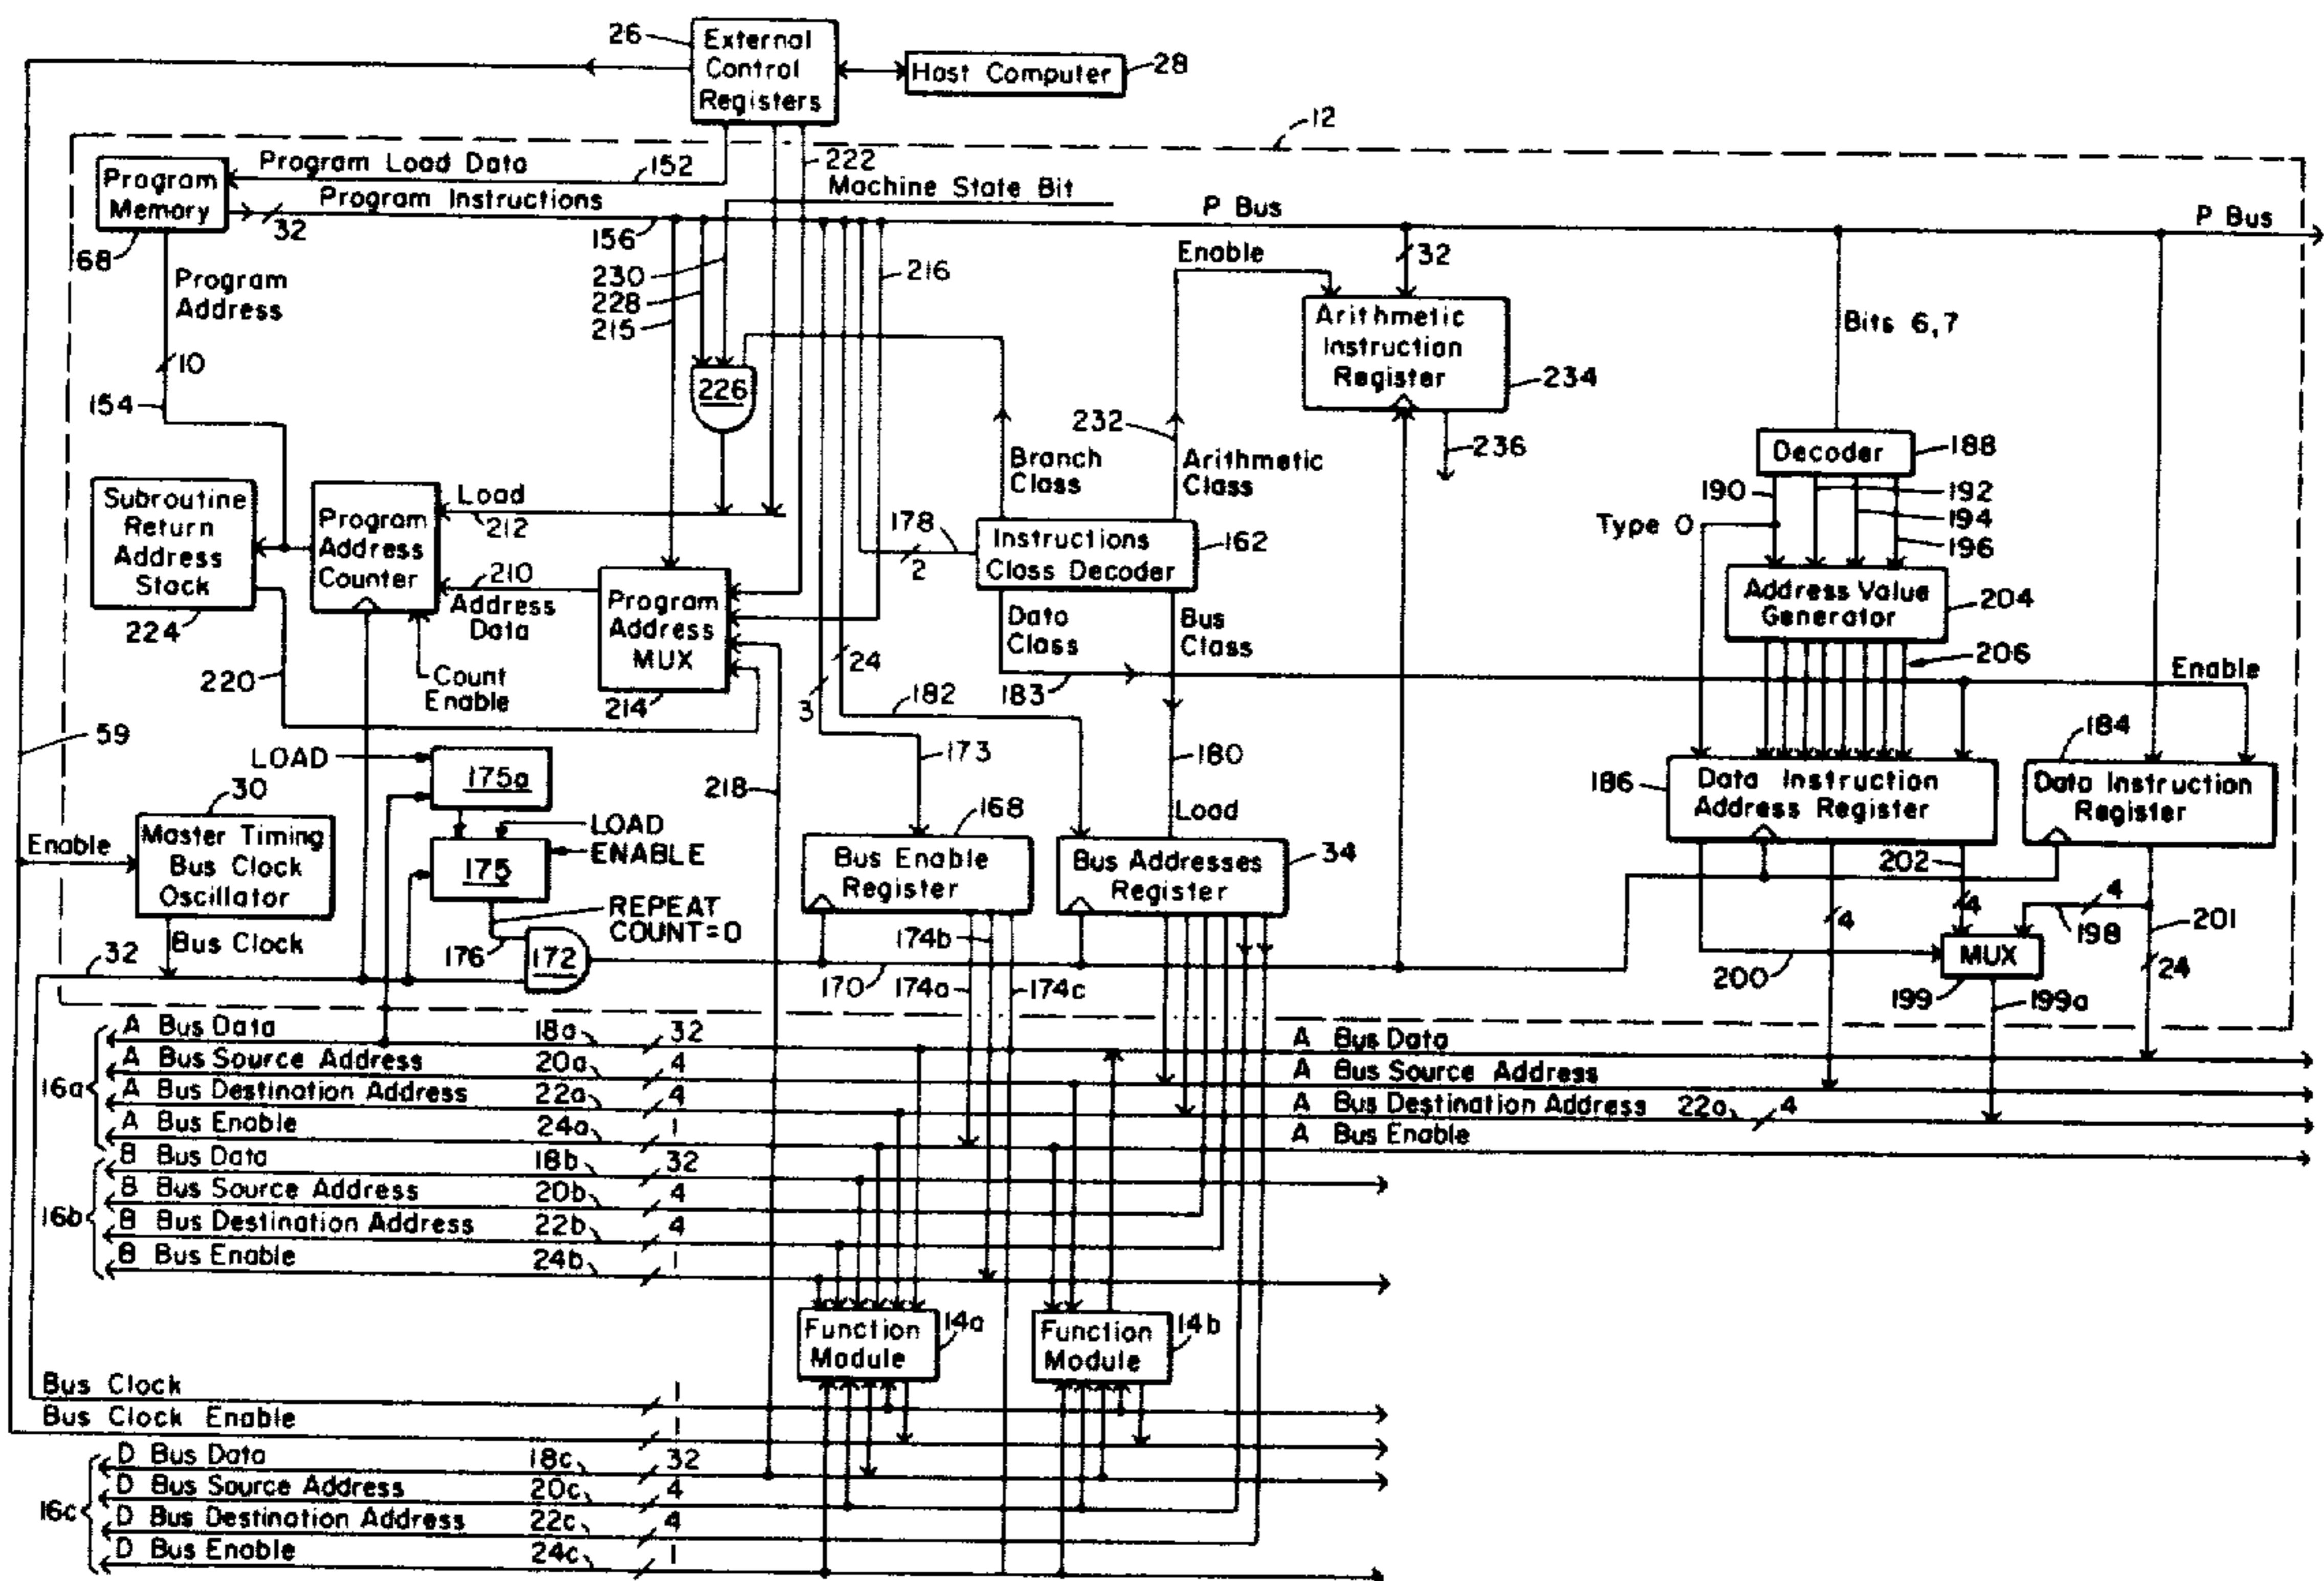 26
External
Control
Registers
Host Computer
28
12
Program Load Data
152
222
Machine State Bit
Program
Memory
Program Instructions
32
156
P Bus
P Bus
168
Program
Address
10
154
230
228
215
216
Enable
32
Arithmetic
Instruction
Register
234
236
Bits 6,7
226
Branch
Class
232
Arithmetic
Class
Decoder
188
190
192
194
196
Type 0
Subroutine
Return
Address
Stack
224
Program
Address
Counter
Load
212
210
Address
Data
Program
Address
MUX
214
178
2
Instructions
Class Decoder
162
Address Value
Generator
204
206
Enable
Data
Class
Bus
Class
183
220
Count
Enable
3
24
182
173
180
59
LOAD
175a
218
186
Data Instruction
Address Register
184
Data Instruction
Register
30
Enable
Master Timing
Bus Clock
Oscillator
175
LOAD
ENABLE
168
Load
Bus Enable
Register
Bus Addresses
Register
34
202
4
4
4
198
201
Bus Clock
32
REPEAT
COUNT=0
176
172
174b
170
174a
174c
200
MUX
199
199a
24
16a
A Bus Data 18a 32
A Bus Data
A Bus Source Address 20a 4
A Bus Source Address
A Bus Destination Address 22a 4
A Bus Destination Address 22a 4
A Bus Enable 24a 1
A Bus Enable
16b
B Bus Data 18b 32
B Bus Source Address 20b 4
B Bus Destination Address 22b 4
B Bus Enable 24b 1
Function
Module
14a
Function
Module
14b
Bus Clock 1
Bus Clock Enable 1
16c
D Bus Data 18c 32
D Bus Source Address 20c 4
D Bus Destination Address 22c 4
D Bus Enable 24c 1